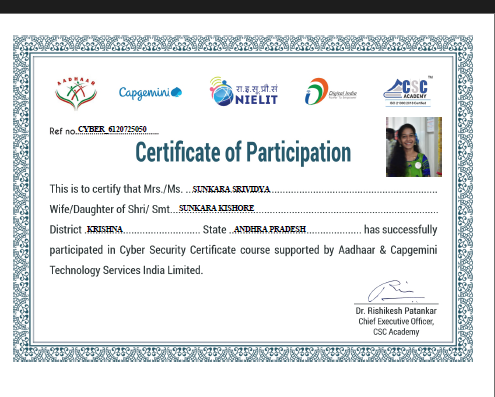 AADHAAR
Capgemini
रा.इ.सू.प्रौ.सं
NIELIT
Digital India
CSC
ACADEMY
Ref no. CYBER_6120725050
Certificate of Participation
This is to certify that Mrs./Ms. ...SUNKARA SRIVIDYA
Wife/Daughter of Shri/ Smt....SUNKARA KISHORE
District .KRISHNA State ..ANDHRA PRADESH has successfully
participated in Cyber Security Certificate course supported by Aadhaar & Capgemini
Technology Services India Limited.
Dr. Rishikesh Patankar
Chief Executive Officer,
CSC Academy